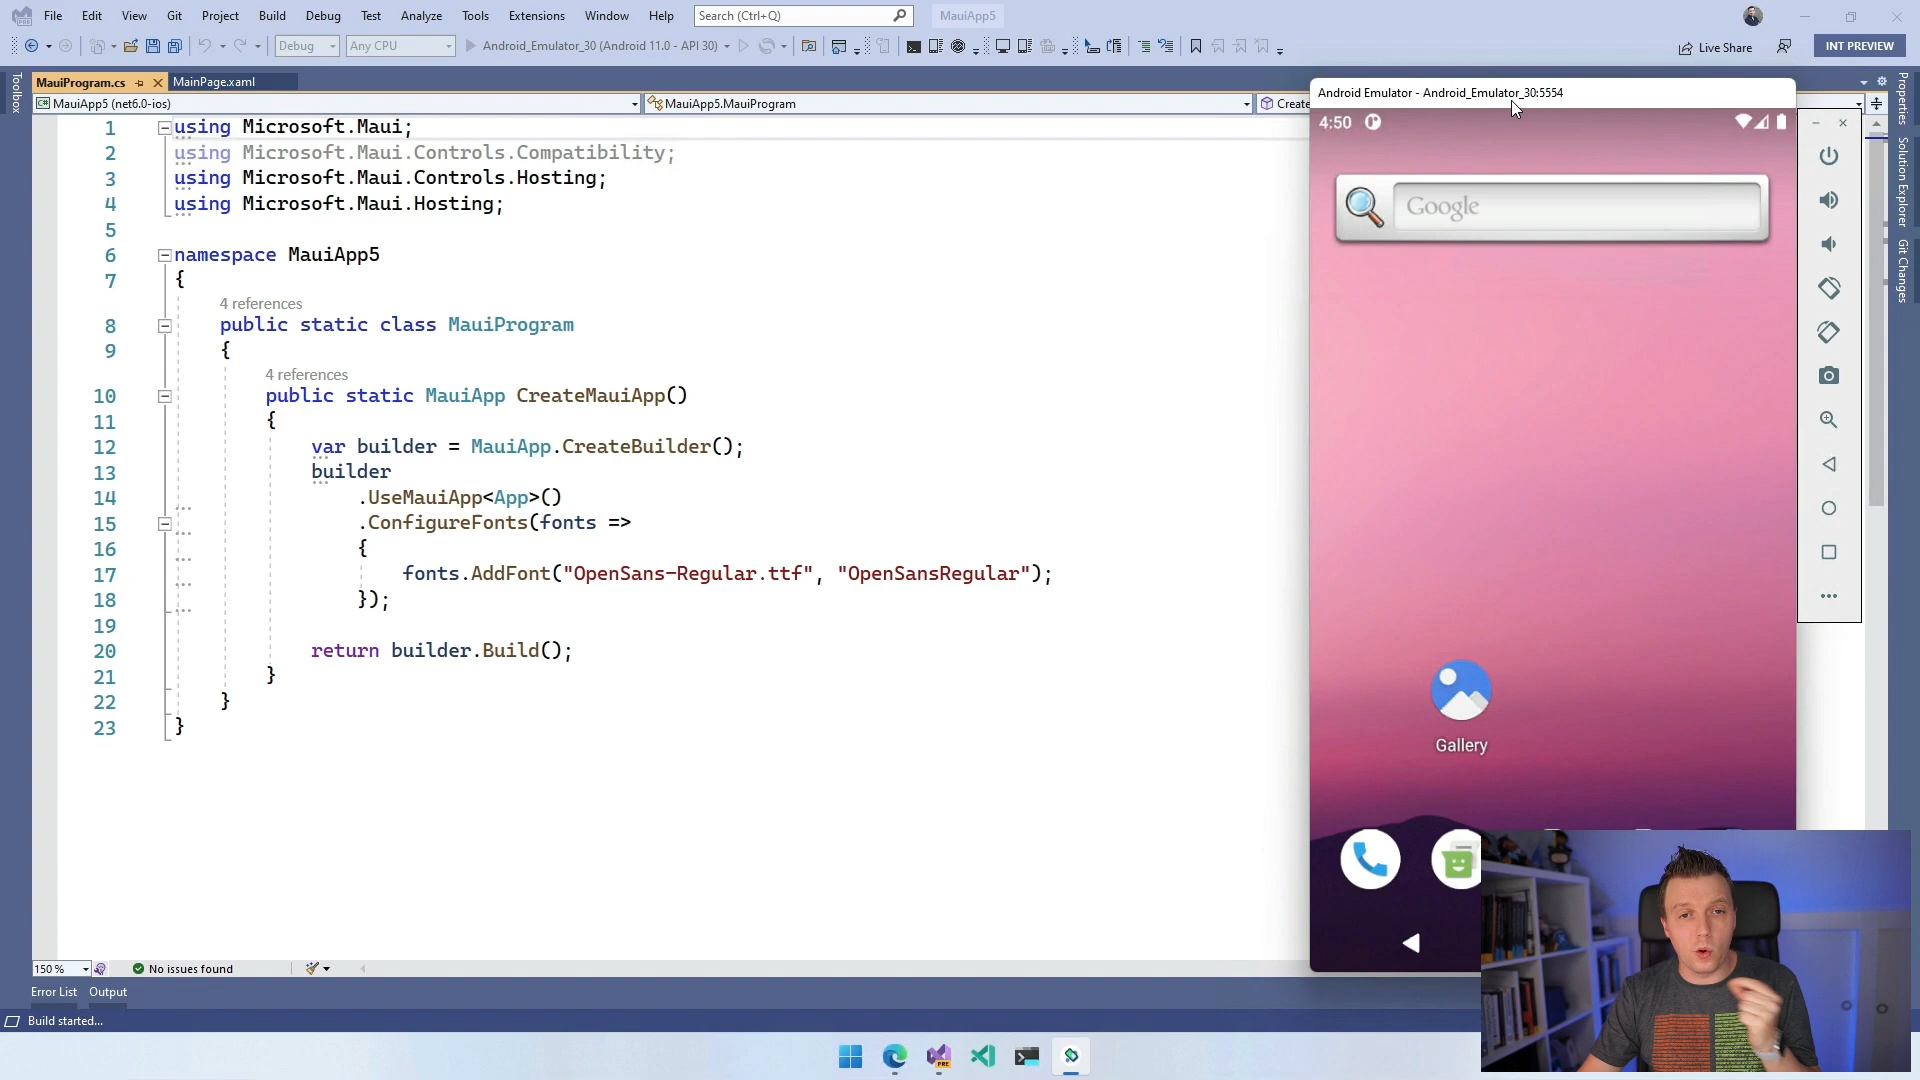 File Edit View Git Project Build Debug Test Analyze Tools Extensions Window Help Search (Ctrl+Q) MauiApp5
Debug Any CPU Android_Emulator_30 (Android 11.0 - API 30) Live Share INT PREVIEW
Toolbox
MauiProgram.cs MainPage.xaml
MauiApp5 (net6.0-ios) MauiApp5.MauiProgram Create
1 using Microsoft.Maui;
2 using Microsoft.Maui.Controls.Compatibility;
3 using Microsoft.Maui.Controls.Hosting;
4 using Microsoft.Maui.Hosting;
5
6 namespace MauiApp5
7 {
4 references
8 public static class MauiProgram
9 {
4 references
10 public static MauiApp CreateMauiApp()
11 {
12 var builder = MauiApp.CreateBuilder();
13 builder
14 .UseMauiApp<App>()
15 .ConfigureFonts(fonts =>
16 {
17 fonts.AddFont("OpenSans-Regular.ttf", "OpenSansRegular");
18 });
19
20 return builder.Build();
21 }
22 }
23 }
Android Emulator - Android_Emulator_30:5554
4:50
Google
Gallery
Properties
Solution Explorer
Git Changes
150 % No issues found
Error List Output
Build started...
PRE